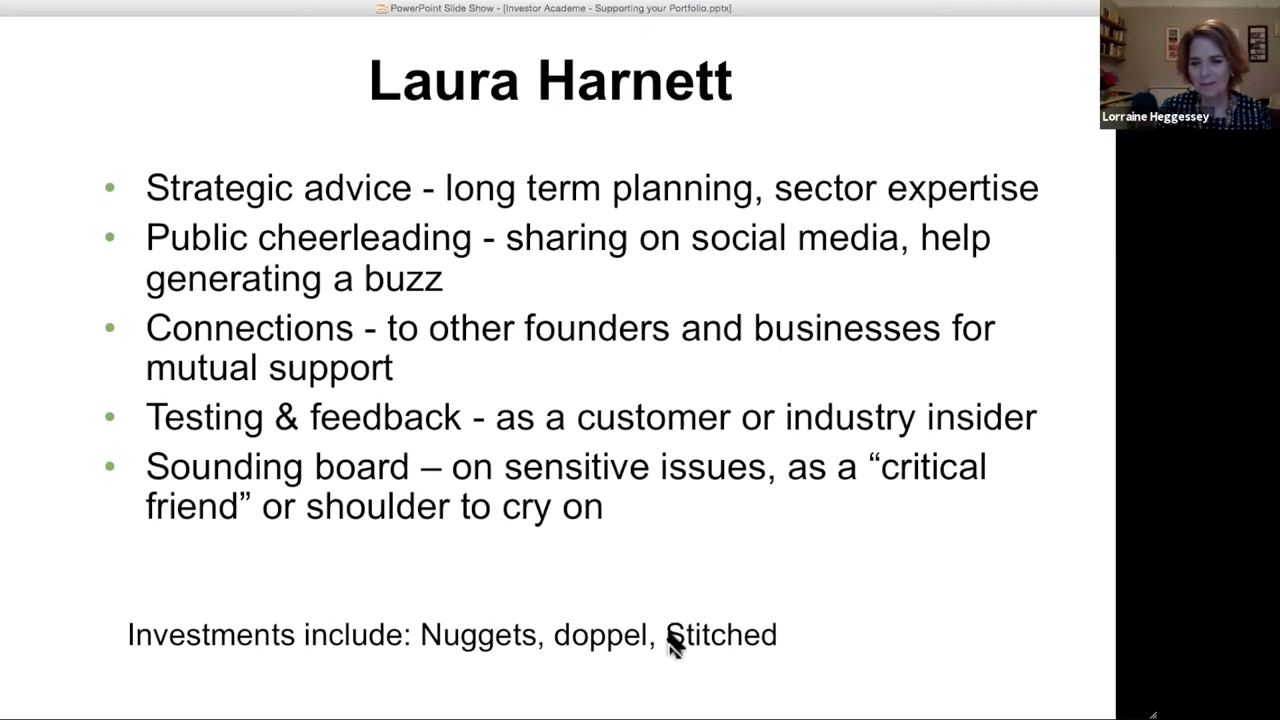 PowerPoint Slide Show - [Investor Academe - Supporting your Portfolio.pptx]
Laura Harnett
Lorraine Heggessey
• Strategic advice - long term planning, sector expertise
• Public cheerleading - sharing on social media, help
generating a buzz
• Connections - to other founders and businesses for
mutual support
• Testing & feedback - as a customer or industry insider
• Sounding board – on sensitive issues, as a “critical
friend” or shoulder to cry on
Investments include: Nuggets, doppel, Stitched